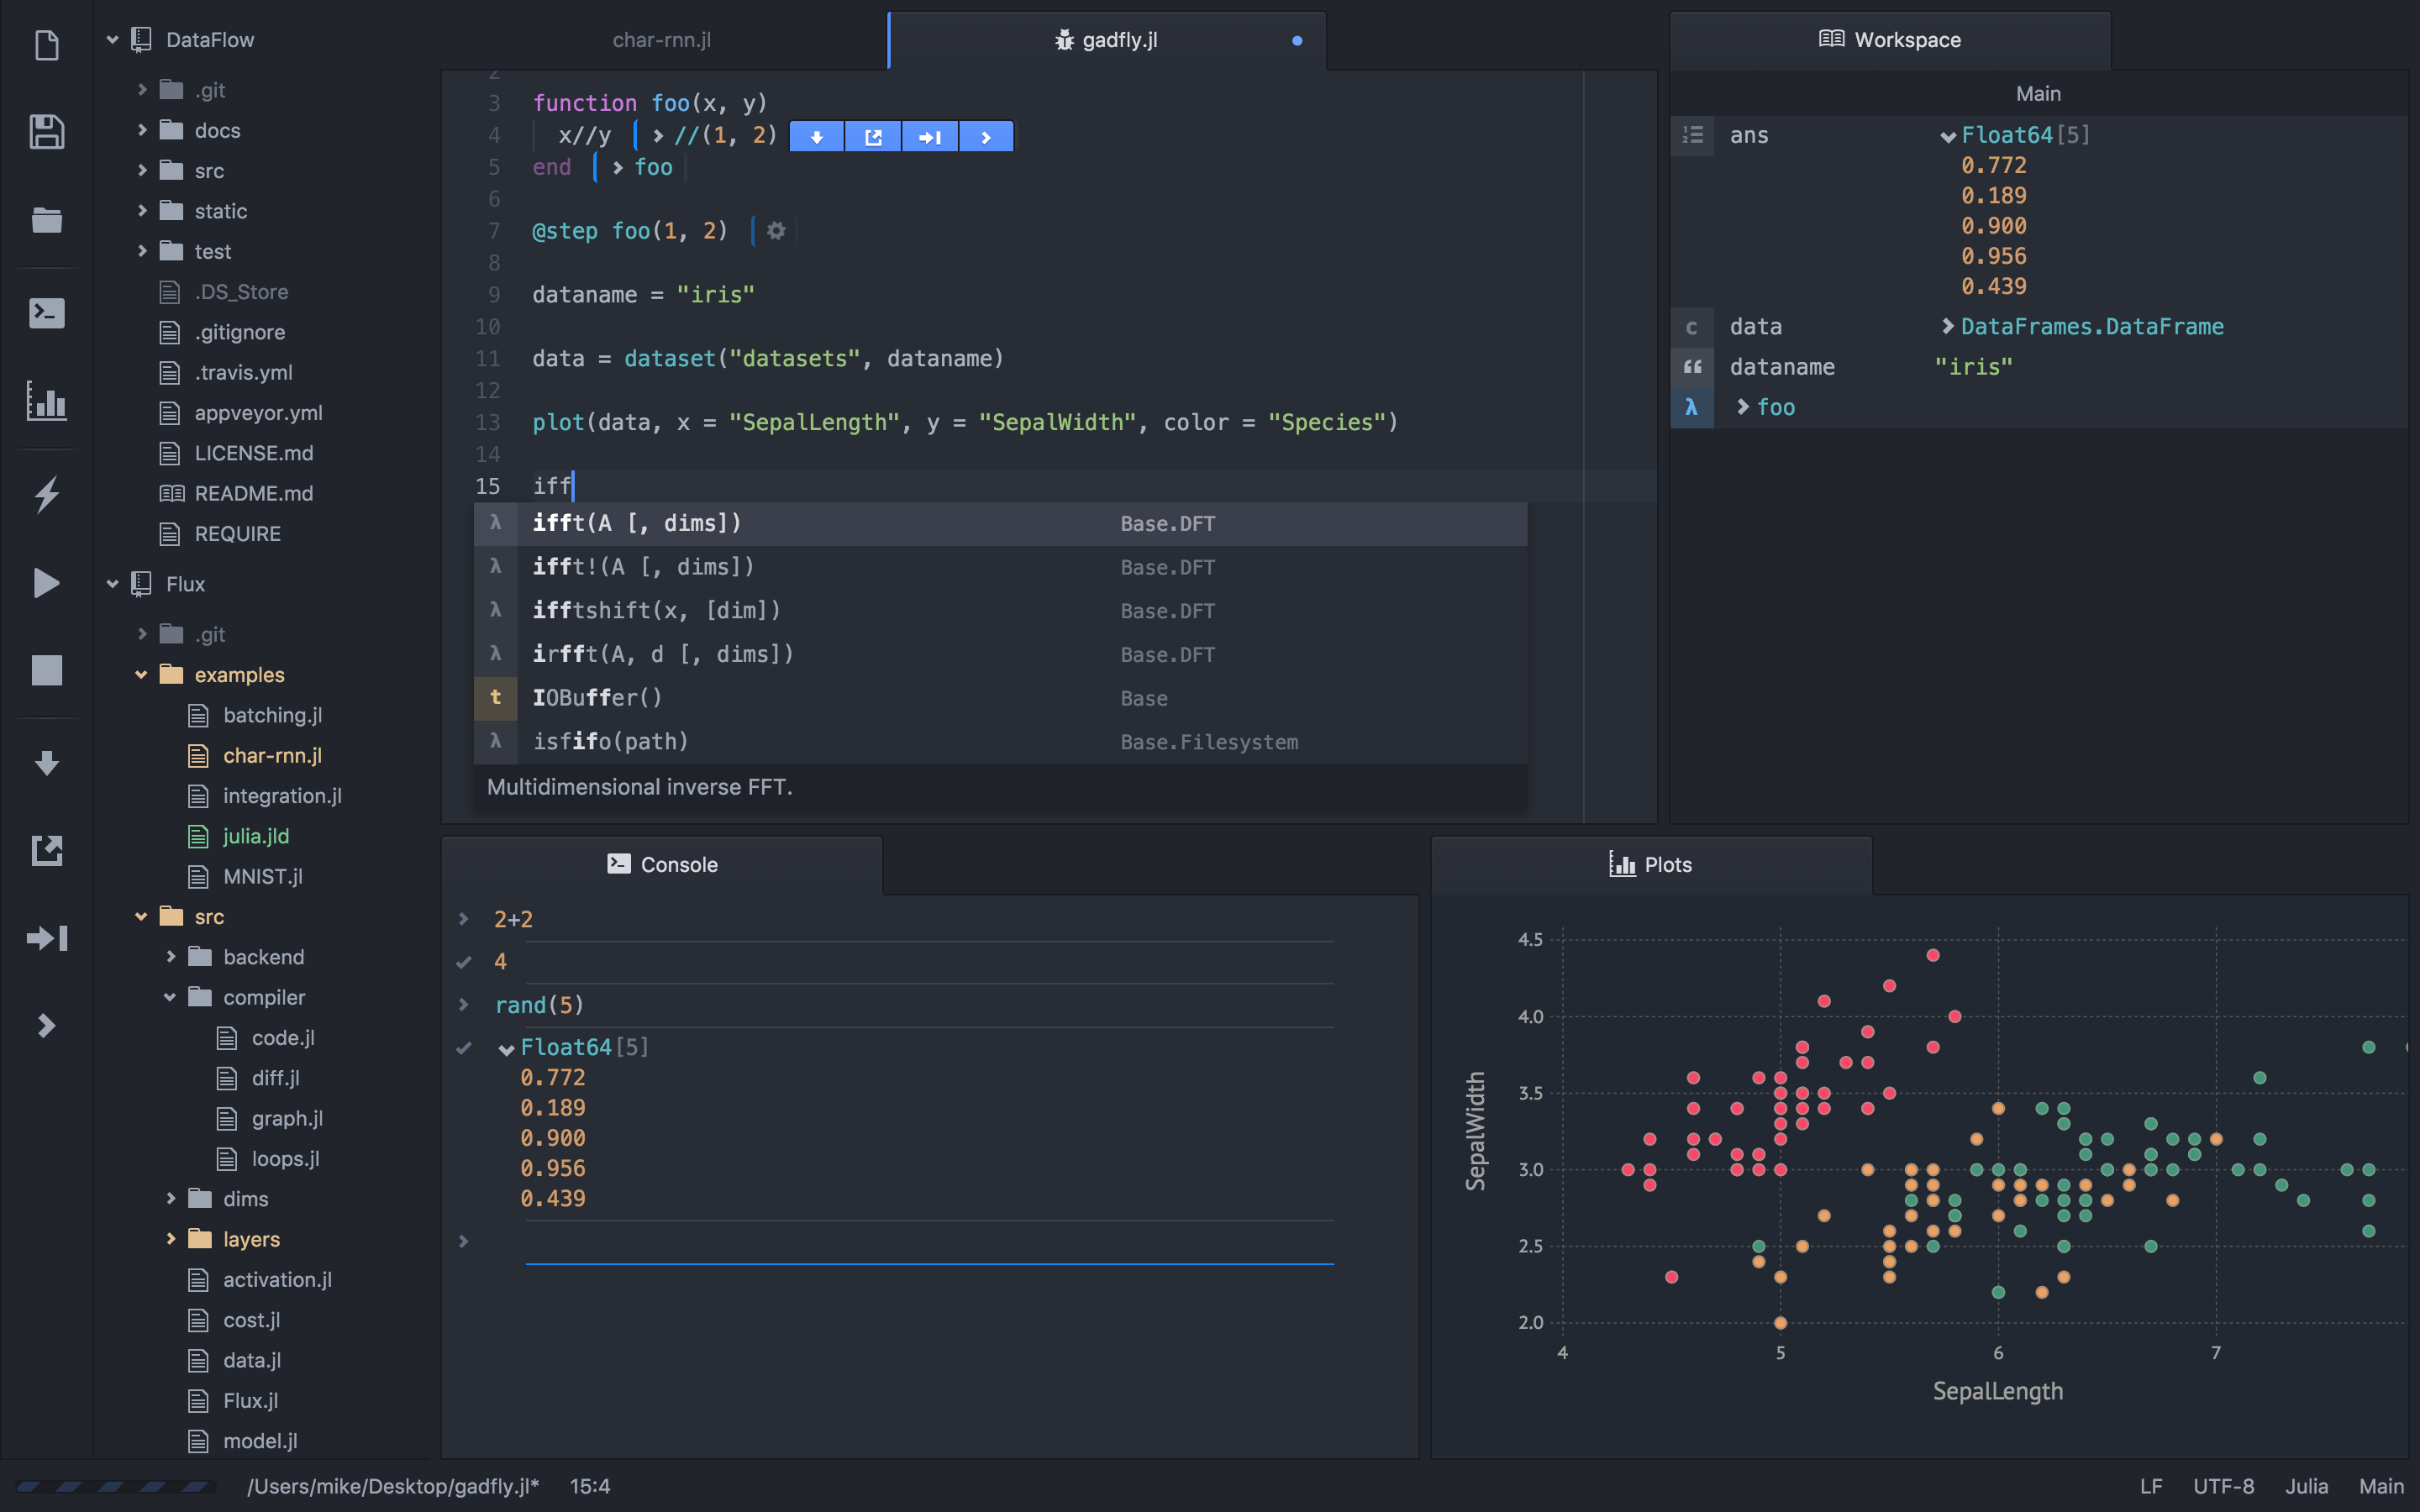 DataFlow
.git
docs
src
static
test
.DS_Store
.gitignore
.travis.yml
appveyor.yml
LICENSE.md
README.md
REQUIRE
Flux
.git
examples
batching.jl
char-rnn.jl
integration.jl
julia.jld
MNIST.jl
src
backend
compiler
code.jl
diff.jl
graph.jl
loops.jl
dims
layers
activation.jl
cost.jl
data.jl
Flux.jl
model.jl
char-rnn.jl
gadfly.jl
2
3 function foo(x, y)
4 x//y > //(1, 2)
5 end > foo
6
7 @step foo(1, 2)
8
9 dataname = "iris"
10
11 data = dataset("datasets", dataname)
12
13 plot(data, x = "SepalLength", y = "SepalWidth", color = "Species")
14
15 iff
λ ifft(A [, dims]) Base.DFT
λ ifft!(A [, dims]) Base.DFT
λ ifftshift(x, [dim]) Base.DFT
λ irfft(A, d [, dims]) Base.DFT
t IOBuffer() Base
λ isfifo(path) Base.Filesystem
Multidimensional inverse FFT.
Workspace
Main
ans Float64[5]
0.772
0.189
0.900
0.956
0.439
c data > DataFrames.DataFrame
“ dataname "iris"
λ > foo
Console
> 2+2
4
> rand(5)
Float64[5]
0.772
0.189
0.900
0.956
0.439
>
Plots
4.5
4.0
3.5
3.0
2.5
2.0
SepalWidth
4 5 6 7
SepalLength
/Users/mike/Desktop/gadfly.jl* 15:4
LF UTF-8 Julia Main